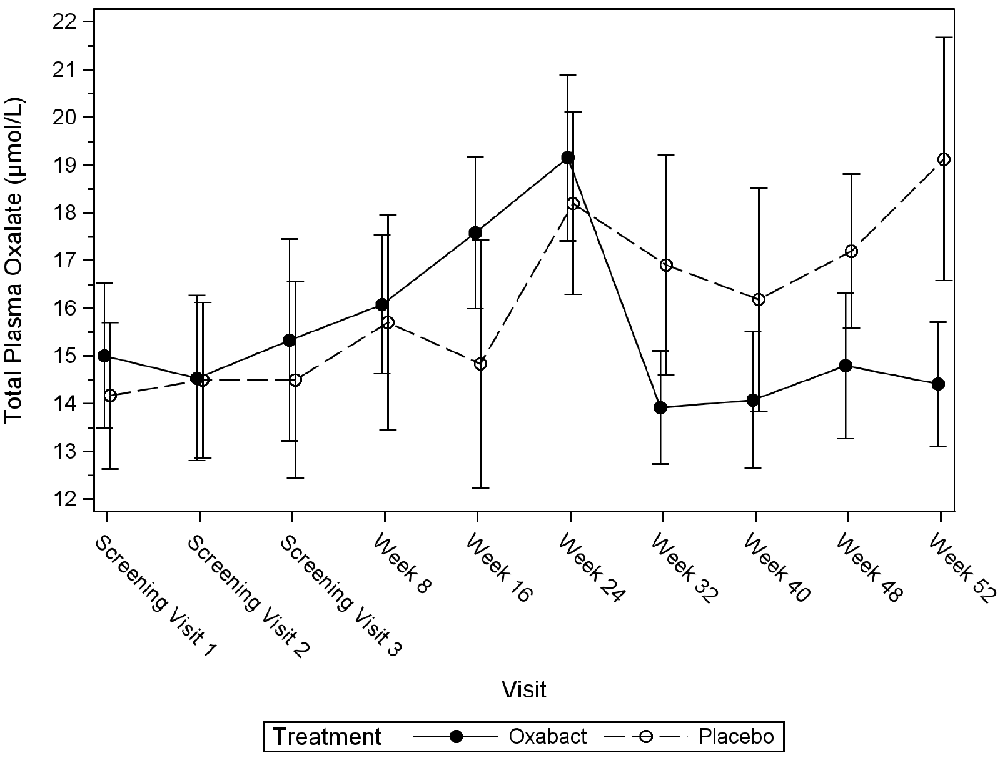 Total Plasma Oxalate (µmol/L)
22
21
20
19
18
17
16
15
14
13
12
Screening Visit 1
Screening Visit 2
Screening Visit 3
Week 8
Week 16
Week 24
Week 32
Week 40
Week 48
Week 52
Visit
Treatment Oxabact Placebo